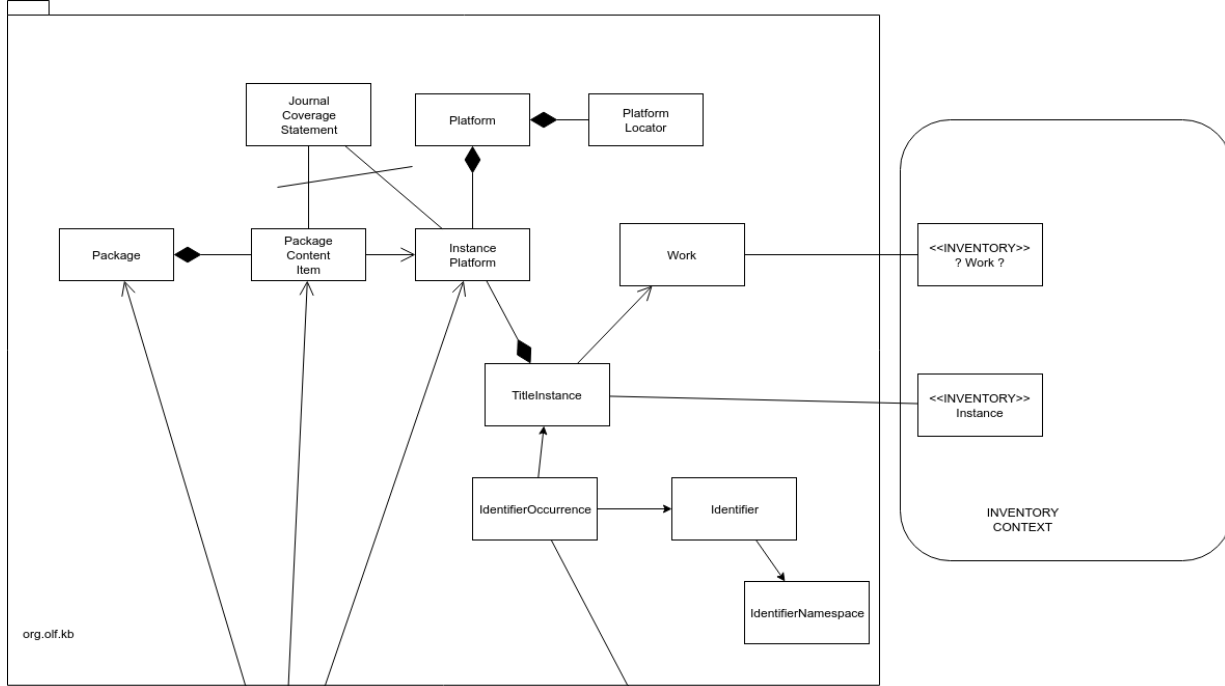 Journal
Coverage
Statement
Platform
Platform
Locator
Package
Package
Content
Item
Instance
Platform
Work
<<INVENTORY>>
? Work ?
TitleInstance
<<INVENTORY>>
Instance
IdentifierOccurrence
Identifier
INVENTORY
CONTEXT
IdentifierNamespace
org.olf.kb